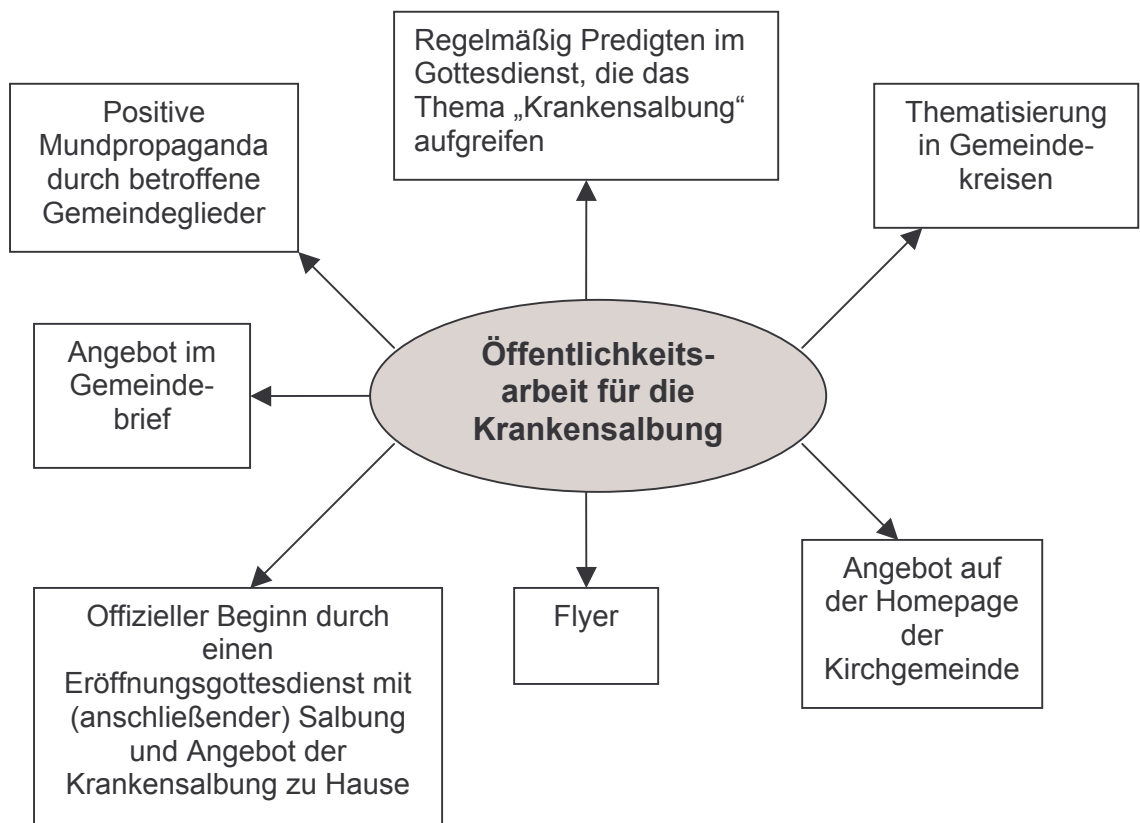 Regelmäßig Predigten im
Gottesdienst, die das
Thema „Krankensalbung“
aufgreifen
Positive
Mundpropaganda
durch betroffene
Gemeindeglieder
Thematisierung
in Gemeinde-
kreisen
Angebot im
Gemeinde-
brief
Öffentlichkeits-
arbeit für die
Krankensalbung
Offizieller Beginn durch
einen
Eröffnungsgottesdienst mit
(anschließender) Salbung
und Angebot der
Krankensalbung zu Hause
Flyer
Angebot auf
der Homepage
der
Kirchgemeinde